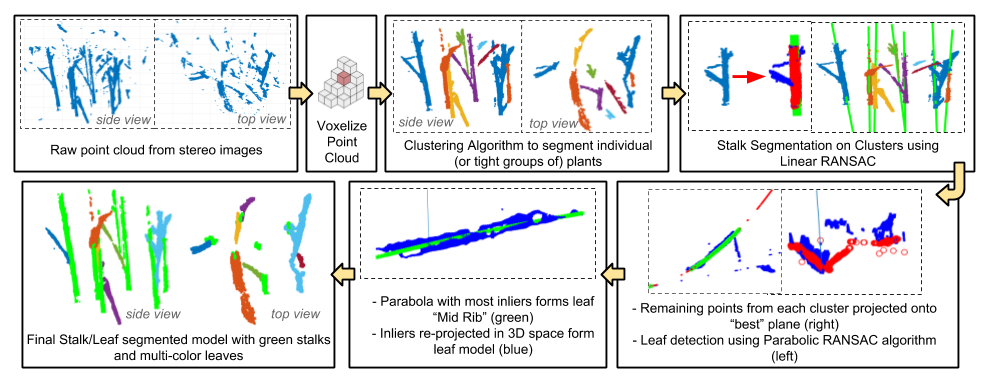 side view
top view
Raw point cloud from stereo images
Voxelize
Point
Cloud
side view
top view
Clustering Algorithm to segment individual
(or tight groups of) plants
Stalk Segmentation on Clusters using
Linear RANSAC
- Remaining points from each cluster projected onto
“best” plane (right)
- Leaf detection using Parabolic RANSAC algorithm
(left)
- Parabola with most inliers forms leaf
“Mid Rib” (green)
- Inliers re-projected in 3D space form
leaf model (blue)
side view
top view
Final Stalk/Leaf segmented model with green stalks
and multi-color leaves